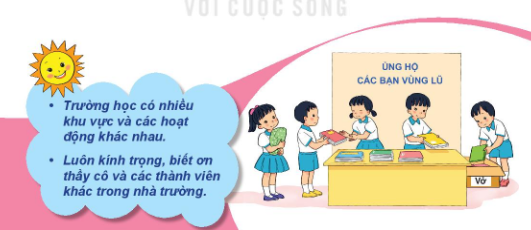 VỚI CUỘC SỐNG
ỦNG HỘ
CÁC BẠN VÙNG LŨ
• Trường học có nhiều
khu vực và các hoạt
động khác nhau.
• Luôn kính trọng, biết ơn
thầy cô và các thành viên
khác trong nhà trường.
Vở